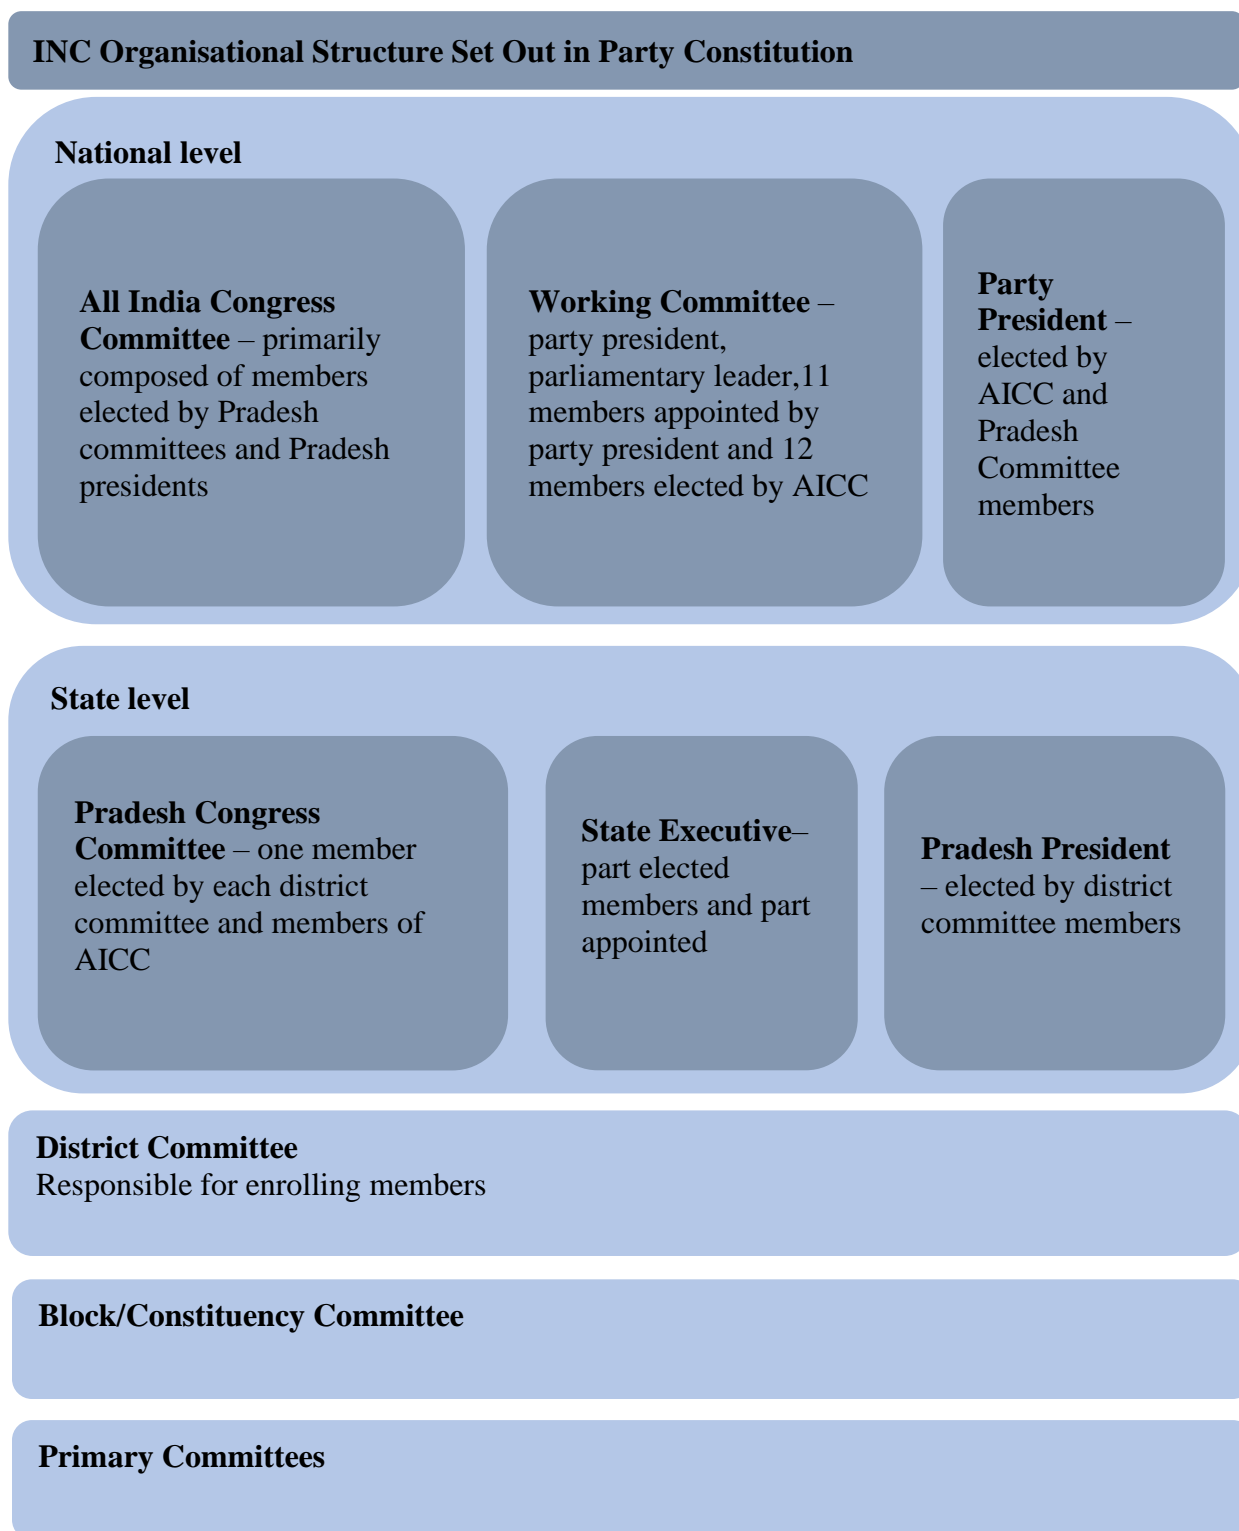 INC Organisational Structure Set Out in Party Constitution
National level
All India Congress
Committee – primarily
composed of members
elected by Pradesh
committees and Pradesh
presidents
Working Committee –
party president,
parliamentary leader,11
members appointed by
party president and 12
members elected by AICC
Party
President –
elected by
AICC and
Pradesh
Committee
members
State level
Pradesh Congress
Committee – one member
elected by each district
committee and members of
AICC
State Executive–
part elected
members and part
appointed
Pradesh President
– elected by district
committee members
District Committee
Responsible for enrolling members
Block/Constituency Committee
Primary Committees